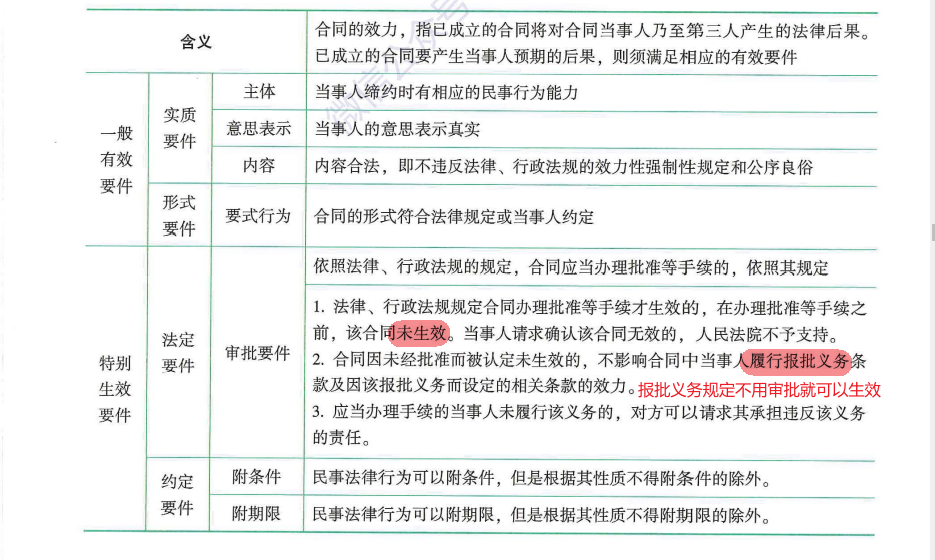 含义
合同的效力，指已成立的合同将对合同当事人乃至第三人产生的法律后果。
已成立的合同要产生当事人预期的后果，则须满足相应的有效要件
一般
有效
要件
实质
要件
主体
当事人缔约时有相应的民事行为能力
意思表示
当事人的意思表示真实
内容
内容合法，即不违反法律、行政法规的效力性强制性规定和公序良俗
形式
要件
要式行为
合同的形式符合法律规定或当事人约定
特别
生效
要件
法定
要件
审批要件
依照法律、行政法规的规定，合同应当办理批准等手续的，依照其规定
1. 法律、行政法规规定合同办理批准等手续才生效的，在办理批准等手续之
前，该合同未生效。当事人请求确认该合同无效的，人民法院不予支持。
2. 合同因未经批准而被认定未生效的，不影响合同中当事人履行报批义务条
款及因该报批义务而设定的相关条款的效力。报批义务规定不用审批就可以生效
3. 应当办理手续的当事人未履行该义务的，对方可以请求其承担违反该义务
的责任。
约定
要件
附条件
民事法律行为可以附条件，但是根据其性质不得附条件的除外。
附期限
民事法律行为可以附期限，但是根据其性质不得附期限的除外。
微信公众号